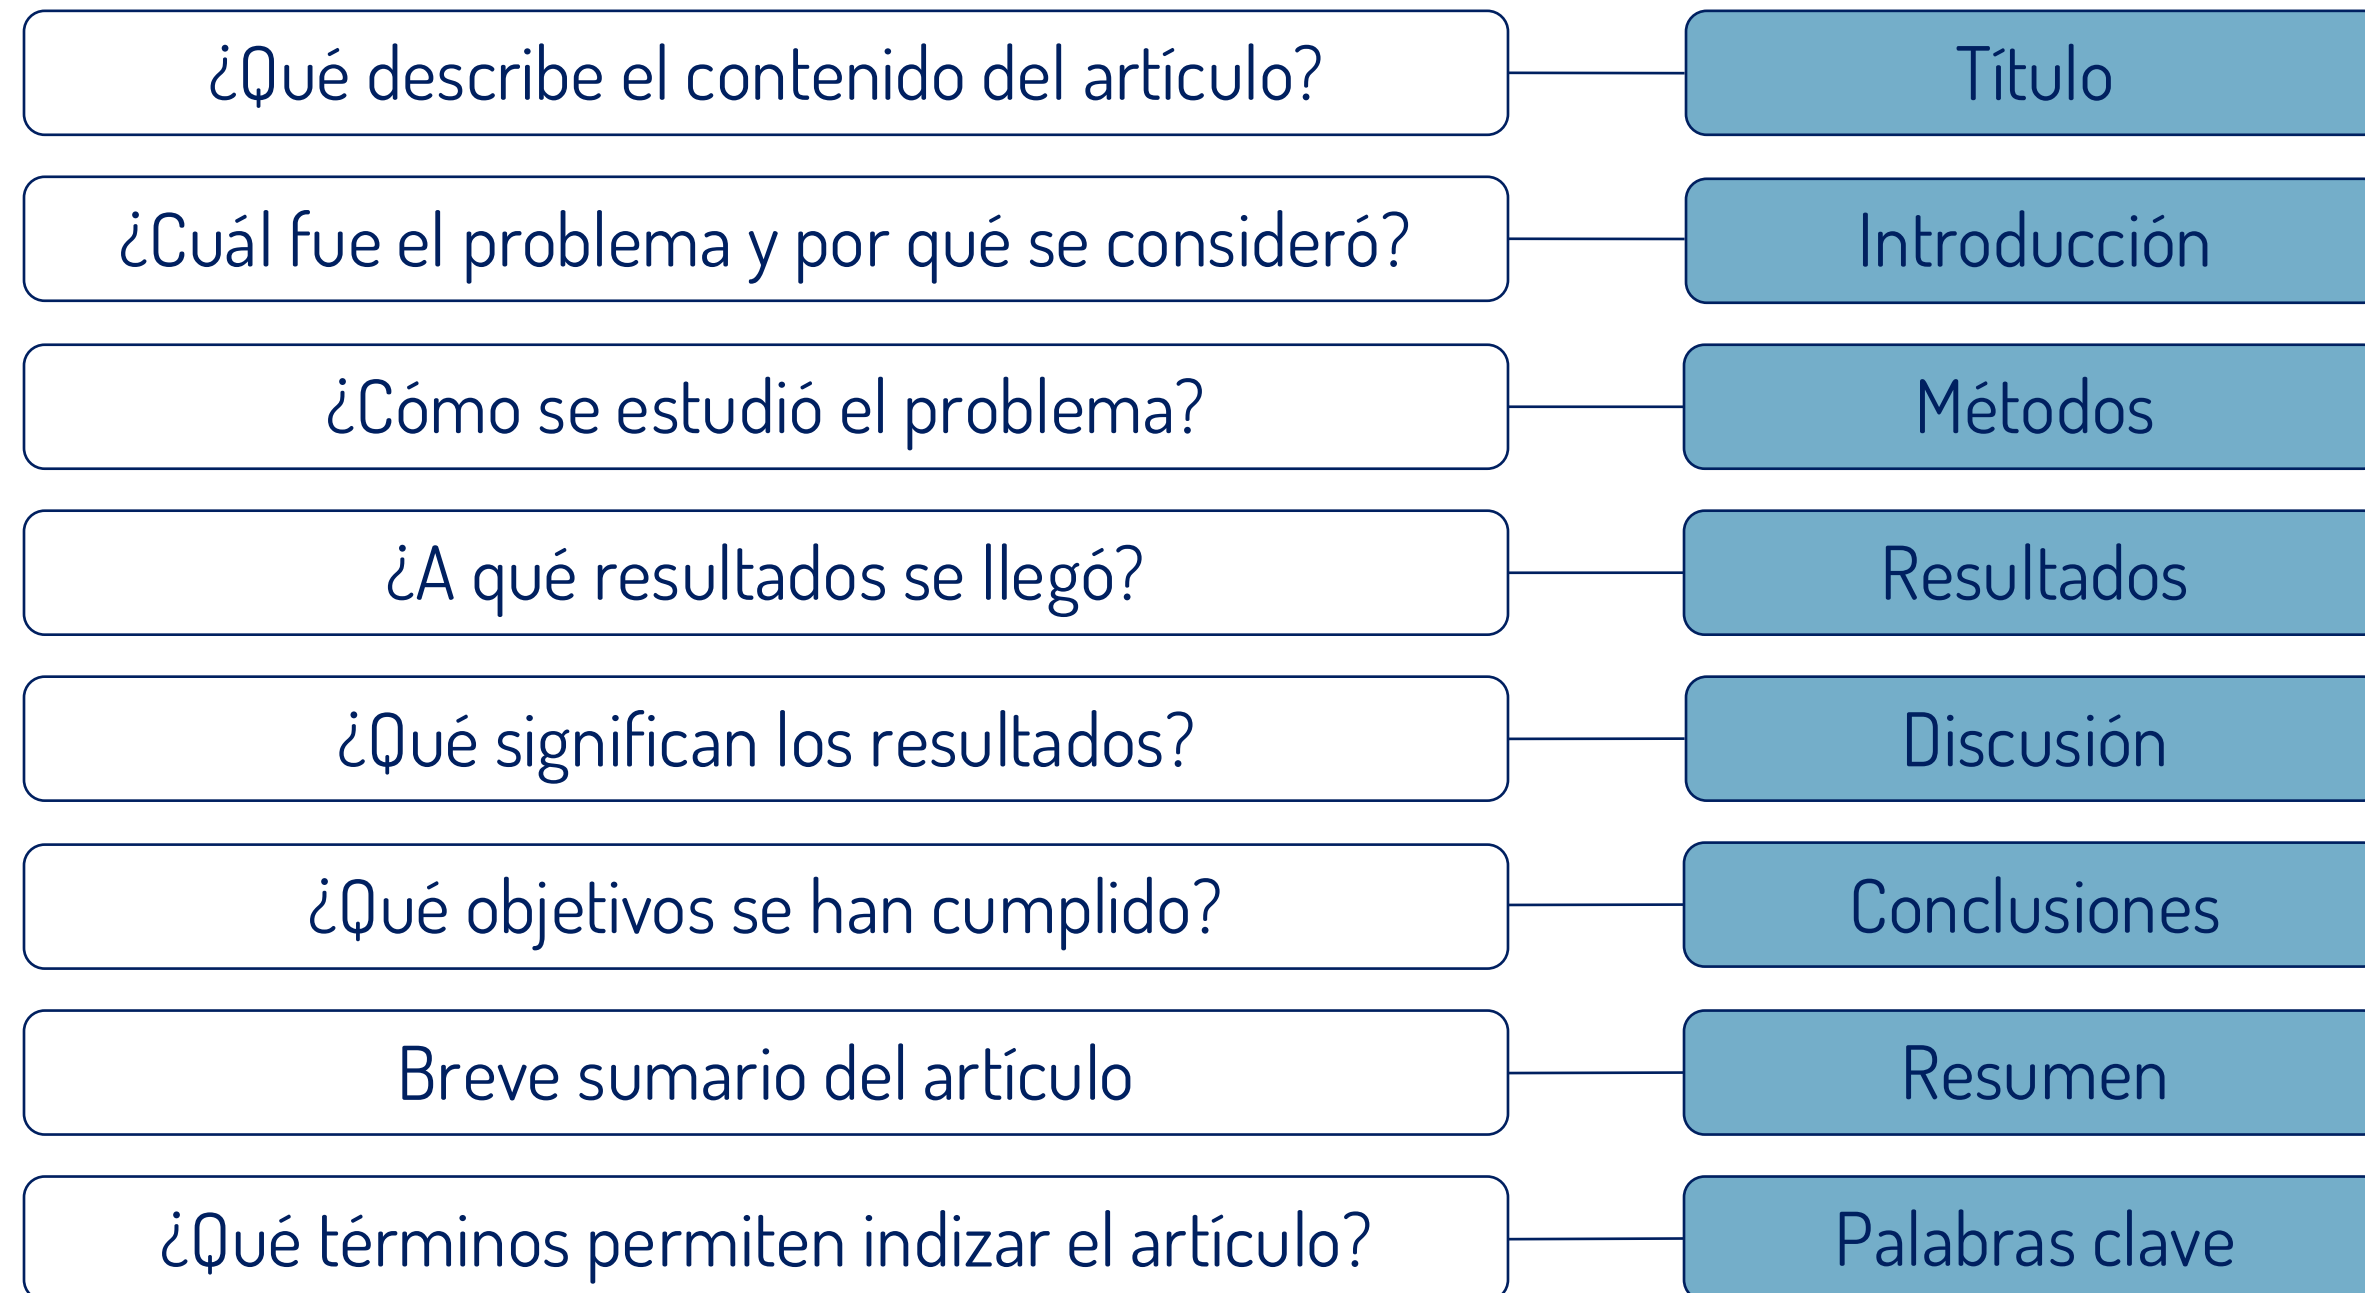 ¿Qué describe el contenido del artículo?
Título
¿Cuál fue el problema y por qué se consideró?
Introducción
¿Cómo se estudió el problema?
Métodos
¿A qué resultados se llegó?
Resultados
¿Qué significan los resultados?
Discusión
¿Qué objetivos se han cumplido?
Conclusiones
Breve sumario del artículo
Resumen
¿Qué términos permiten indizar el artículo?
Palabras clave